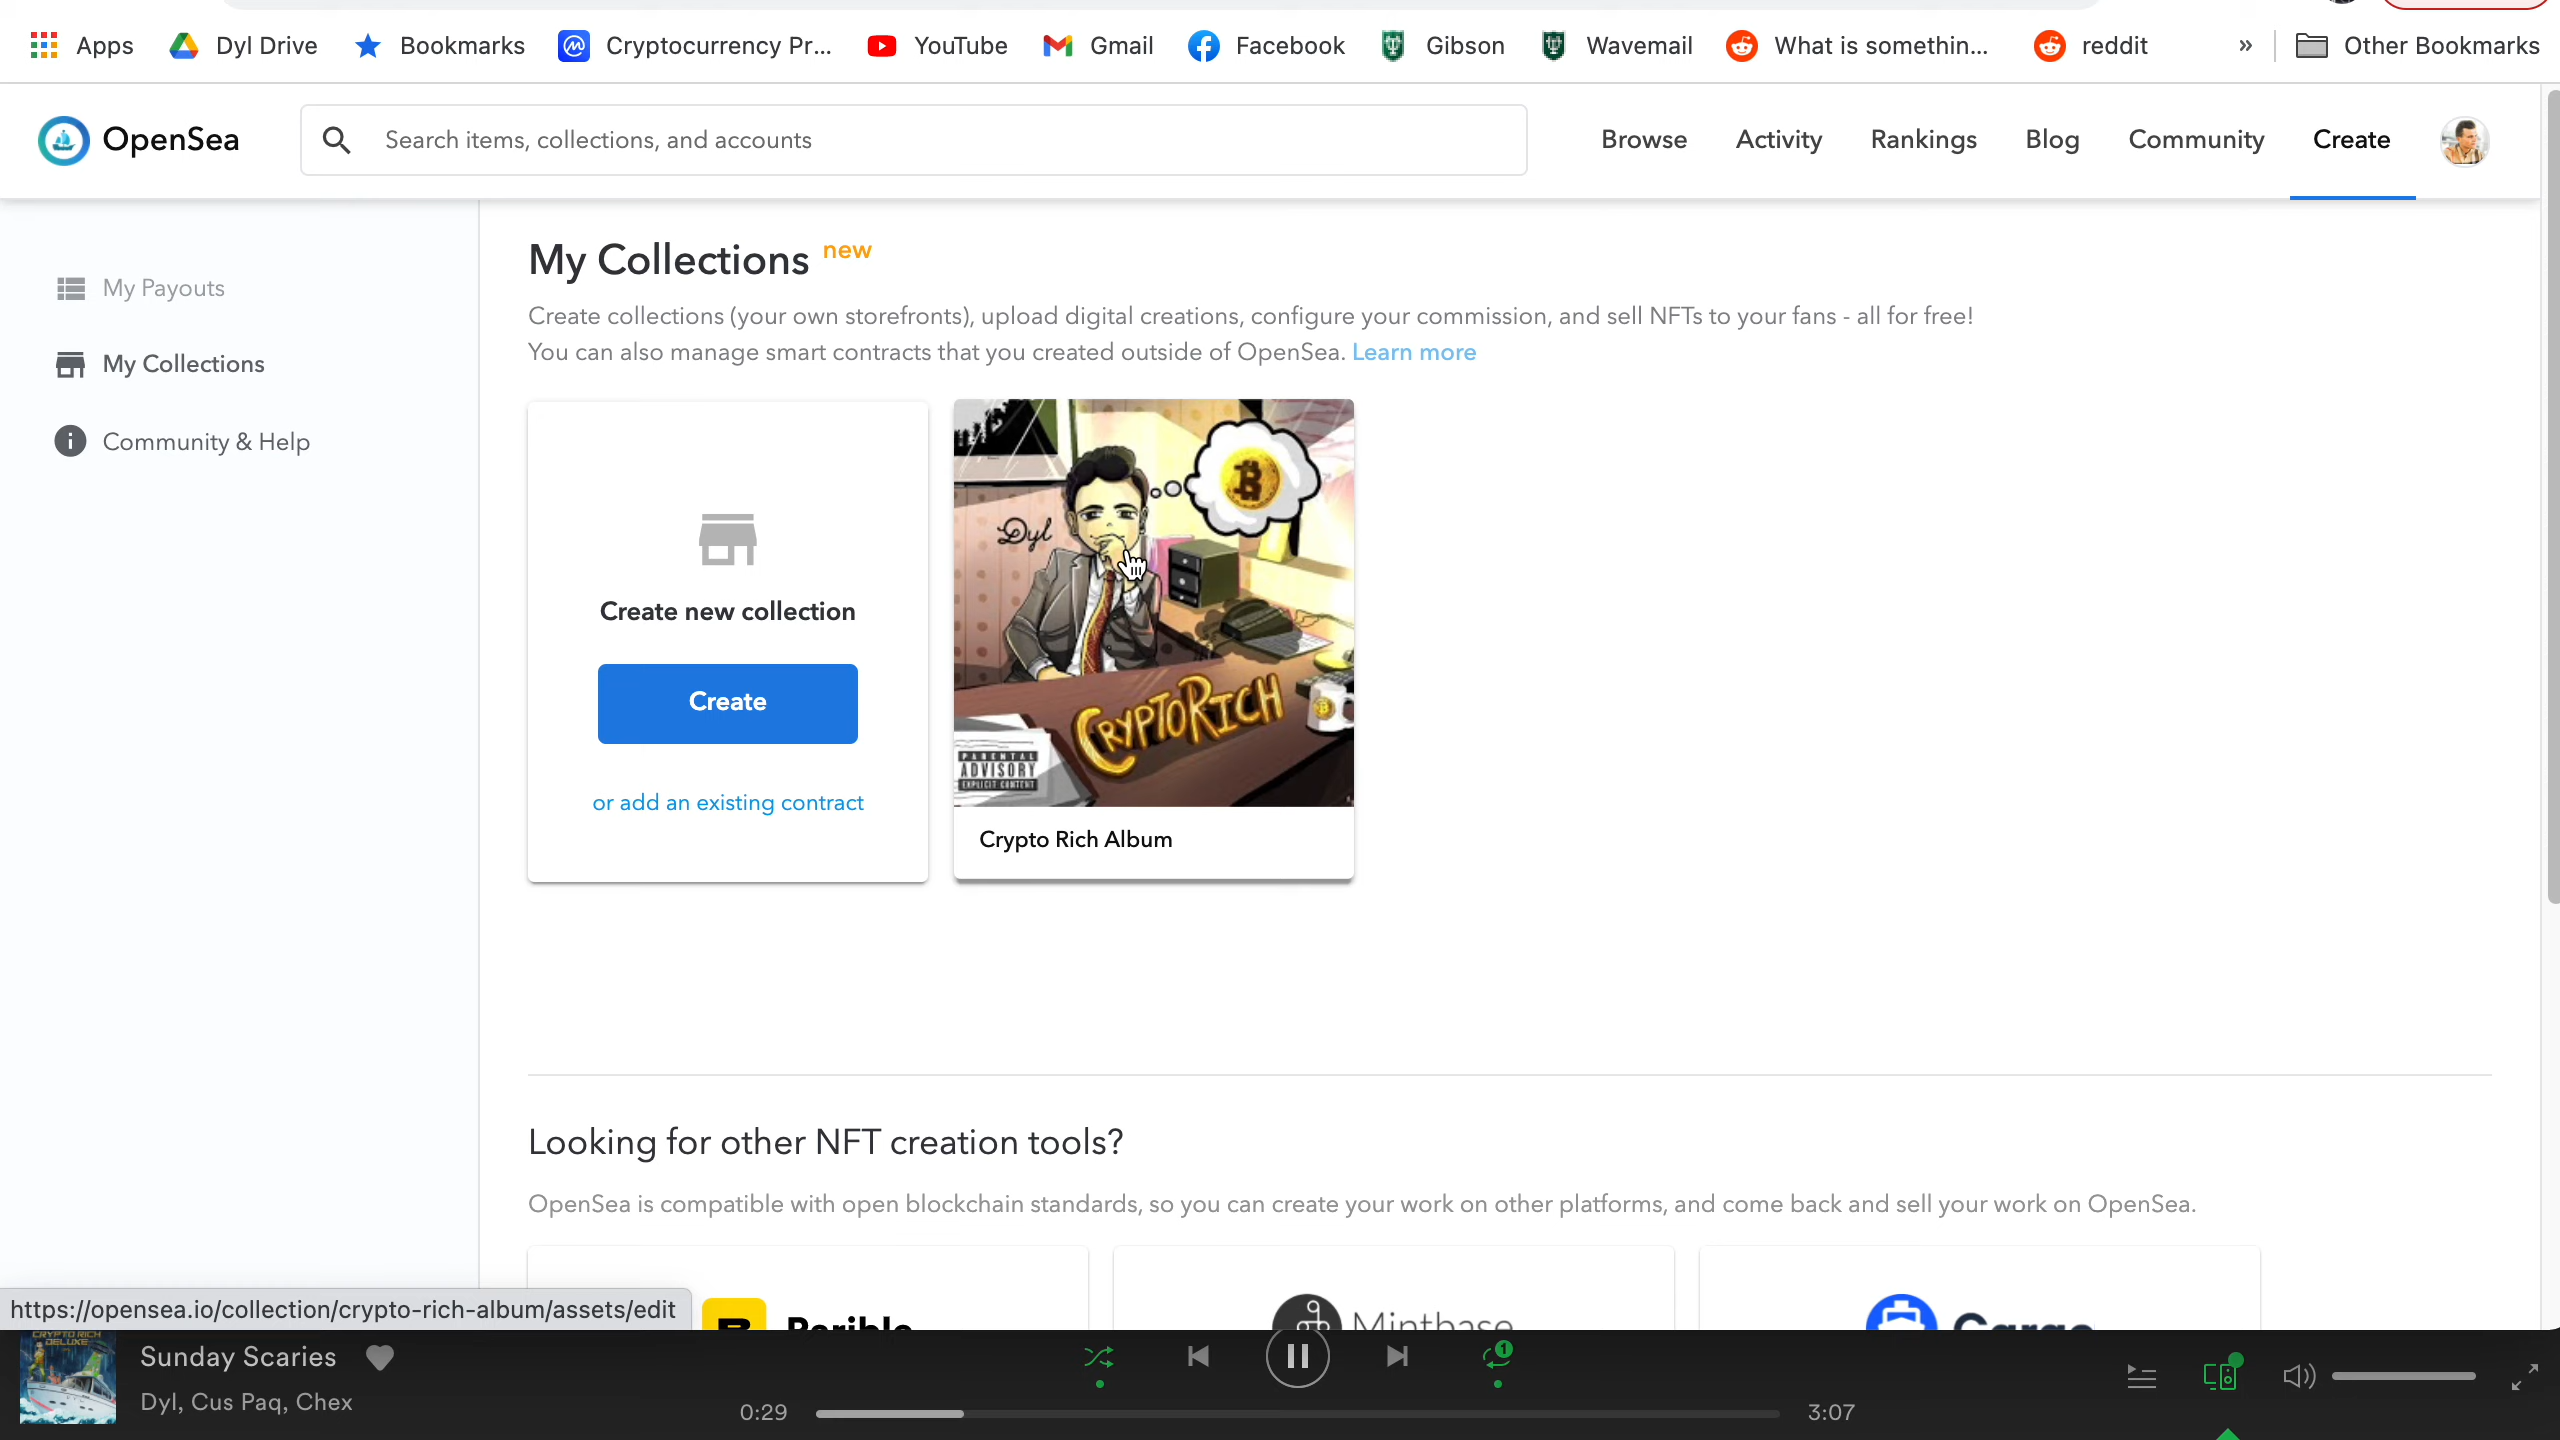 Apps
Dyl Drive
Bookmarks
Cryptocurrency Pr...
YouTube
Gmail
Facebook
Gibson
Wavemail
What is somethin...
reddit
»
Other Bookmarks
OpenSea
Search items, collections, and accounts
Browse
Activity
Rankings
Blog
Community
Create
My Payouts
My Collections
Community & Help
My Collections new
Create collections (your own storefronts), upload digital creations, configure your commission, and sell NFTs to your fans - all for free!
You can also manage smart contracts that you created outside of OpenSea. Learn more
Create new collection
Create
or add an existing contract
Dyl
CRYPTORICH
PARENTAL
ADVISORY
EXPLICIT CONTENT
Crypto Rich Album
Looking for other NFT creation tools?
OpenSea is compatible with open blockchain standards, so you can create your work on other platforms, and come back and sell your work on OpenSea.
Mintbase
Cargo
https://opensea.io/collection/crypto-rich-album/assets/edit
CRYPTO RICH
DELUXE
Sunday Scaries
Dyl, Cus Paq, Chex
1
0:29
3:07